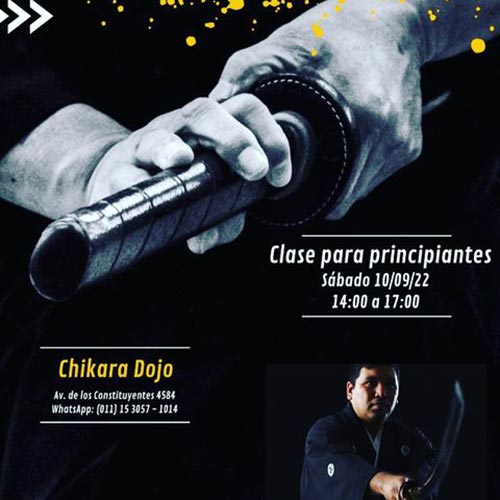 Clase para principiantes
Sábado 10/09/22
14:00 a 17:00
Chikara Dojo
Av. de los Constituyentes 4584
WhatsApp: (011) 15 3057 - 1014